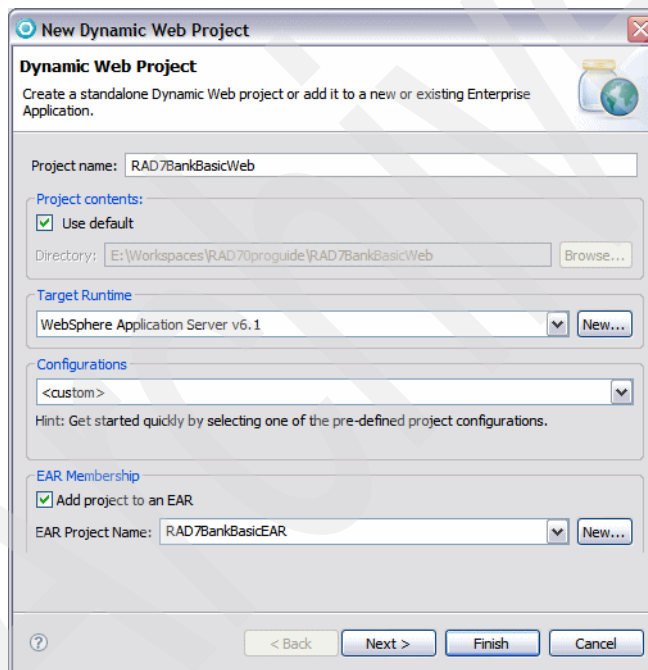 New Dynamic Web Project
Dynamic Web Project
Create a standalone Dynamic Web project or add it to a new or existing Enterprise
Application.
Project name: RAD7BankBasicWeb
Project contents:
Use default
Directory: E:\Workspaces\RAD70proguide\RAD7BankBasicWeb Browse...
Target Runtime
WebSphere Application Server v6.1 New...
Configurations
<custom>
Hint: Get started quickly by selecting one of the pre-defined project configurations.
EAR Membership
Add project to an EAR
EAR Project Name: RAD7BankBasicEAR New...
? < Back Next > Finish Cancel